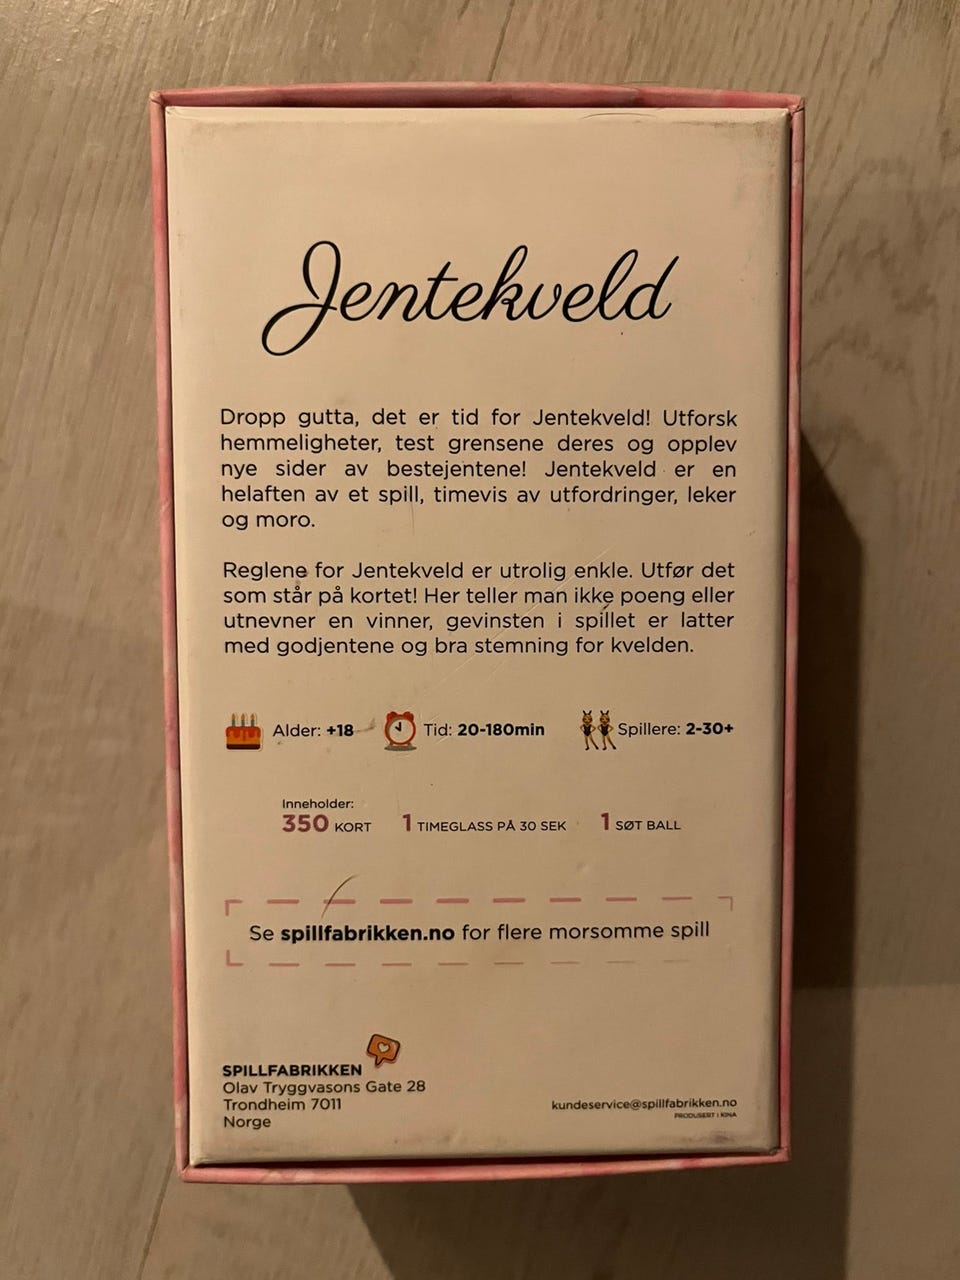 Jentekveld
Dropp gutta, det er tid for Jentekveld! Utforsk
hemmeligheter, test grensene deres og opplev
nye sider av bestejentene! Jentekveld er en
helaften av et spill, timevis av utfordringer, leker
og moro.
Reglene for Jentekveld er utrolig enkle. Utfør det
som står på kortet! Her teller man ikke poeng eller
utnevner en vinner, gevinsten i spillet er latter
med godjentene og bra stemning for kvelden.
Alder: +18 Tid: 20-180min Spillere: 2-30+
Inneholder:
350 KORT 1 TIMEGLASS PÅ 30 SEK 1 SØT BALL
Se spillfabrikken.no for flere morsomme spill
SPILLFABRIKKEN
Olav Tryggvasons Gate 28
Trondheim 7011
Norge
kundeservice@spillfabrikken.no
PRODUSERT I KINA